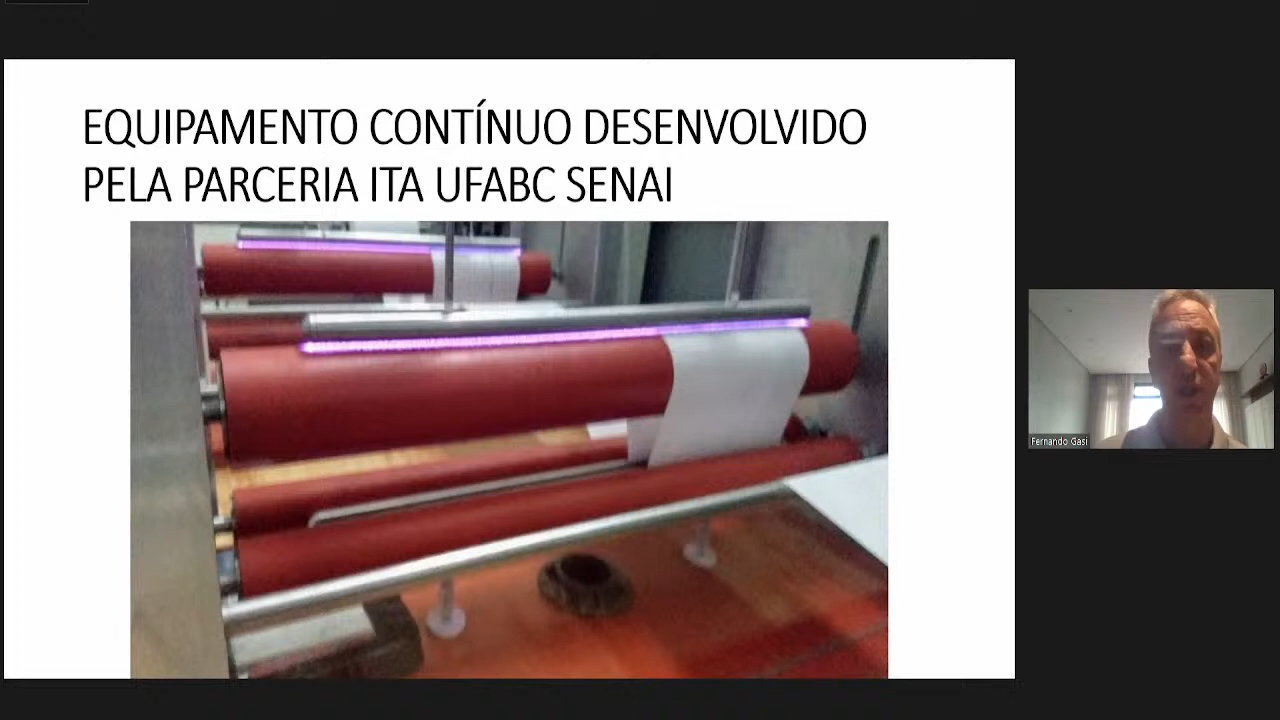 EQUIPAMENTO CONTÍNUO DESENVOLVIDO
PELA PARCERIA ITA UFABC SENAI
Fernando Gasi